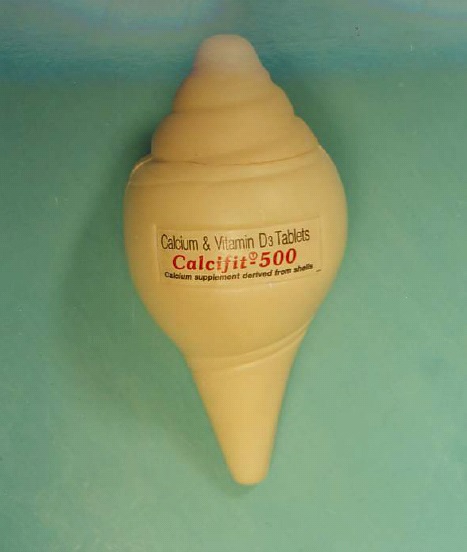 Calcium & Vitamin D3 Tablets
Calcifit-500
Calcium supplement derived from shells